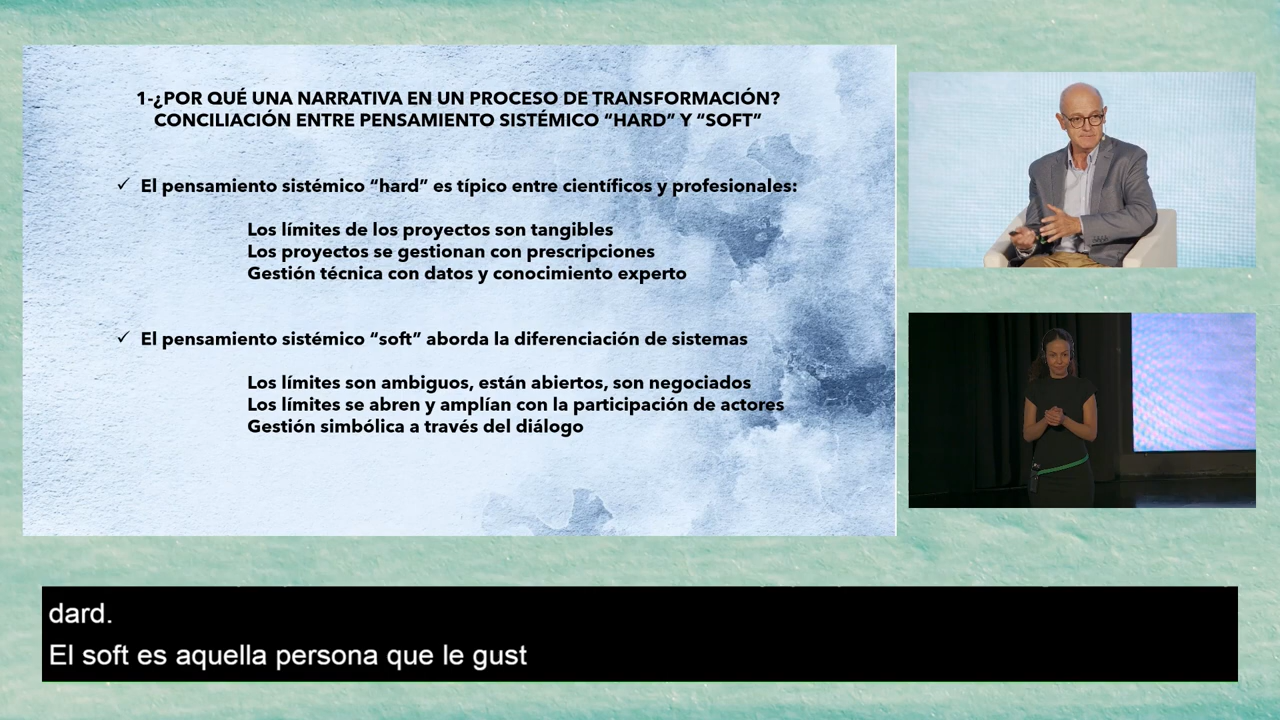 1-¿POR QUÉ UNA NARRATIVA EN UN PROCESO DE TRANSFORMACIÓN?
CONCILIACIÓN ENTRE PENSAMIENTO SISTÉMICO “HARD” Y “SOFT”
✓ El pensamiento sistémico “hard” es típico entre científicos y profesionales:
Los límites de los proyectos son tangibles
Los proyectos se gestionan con prescripciones
Gestión técnica con datos y conocimiento experto
✓ El pensamiento sistémico “soft” aborda la diferenciación de sistemas
Los límites son ambiguos, están abiertos, son negociados
Los límites se abren y amplían con la participación de actores
Gestión simbólica a través del diálogo
dard.
El soft es aquella persona que le gust